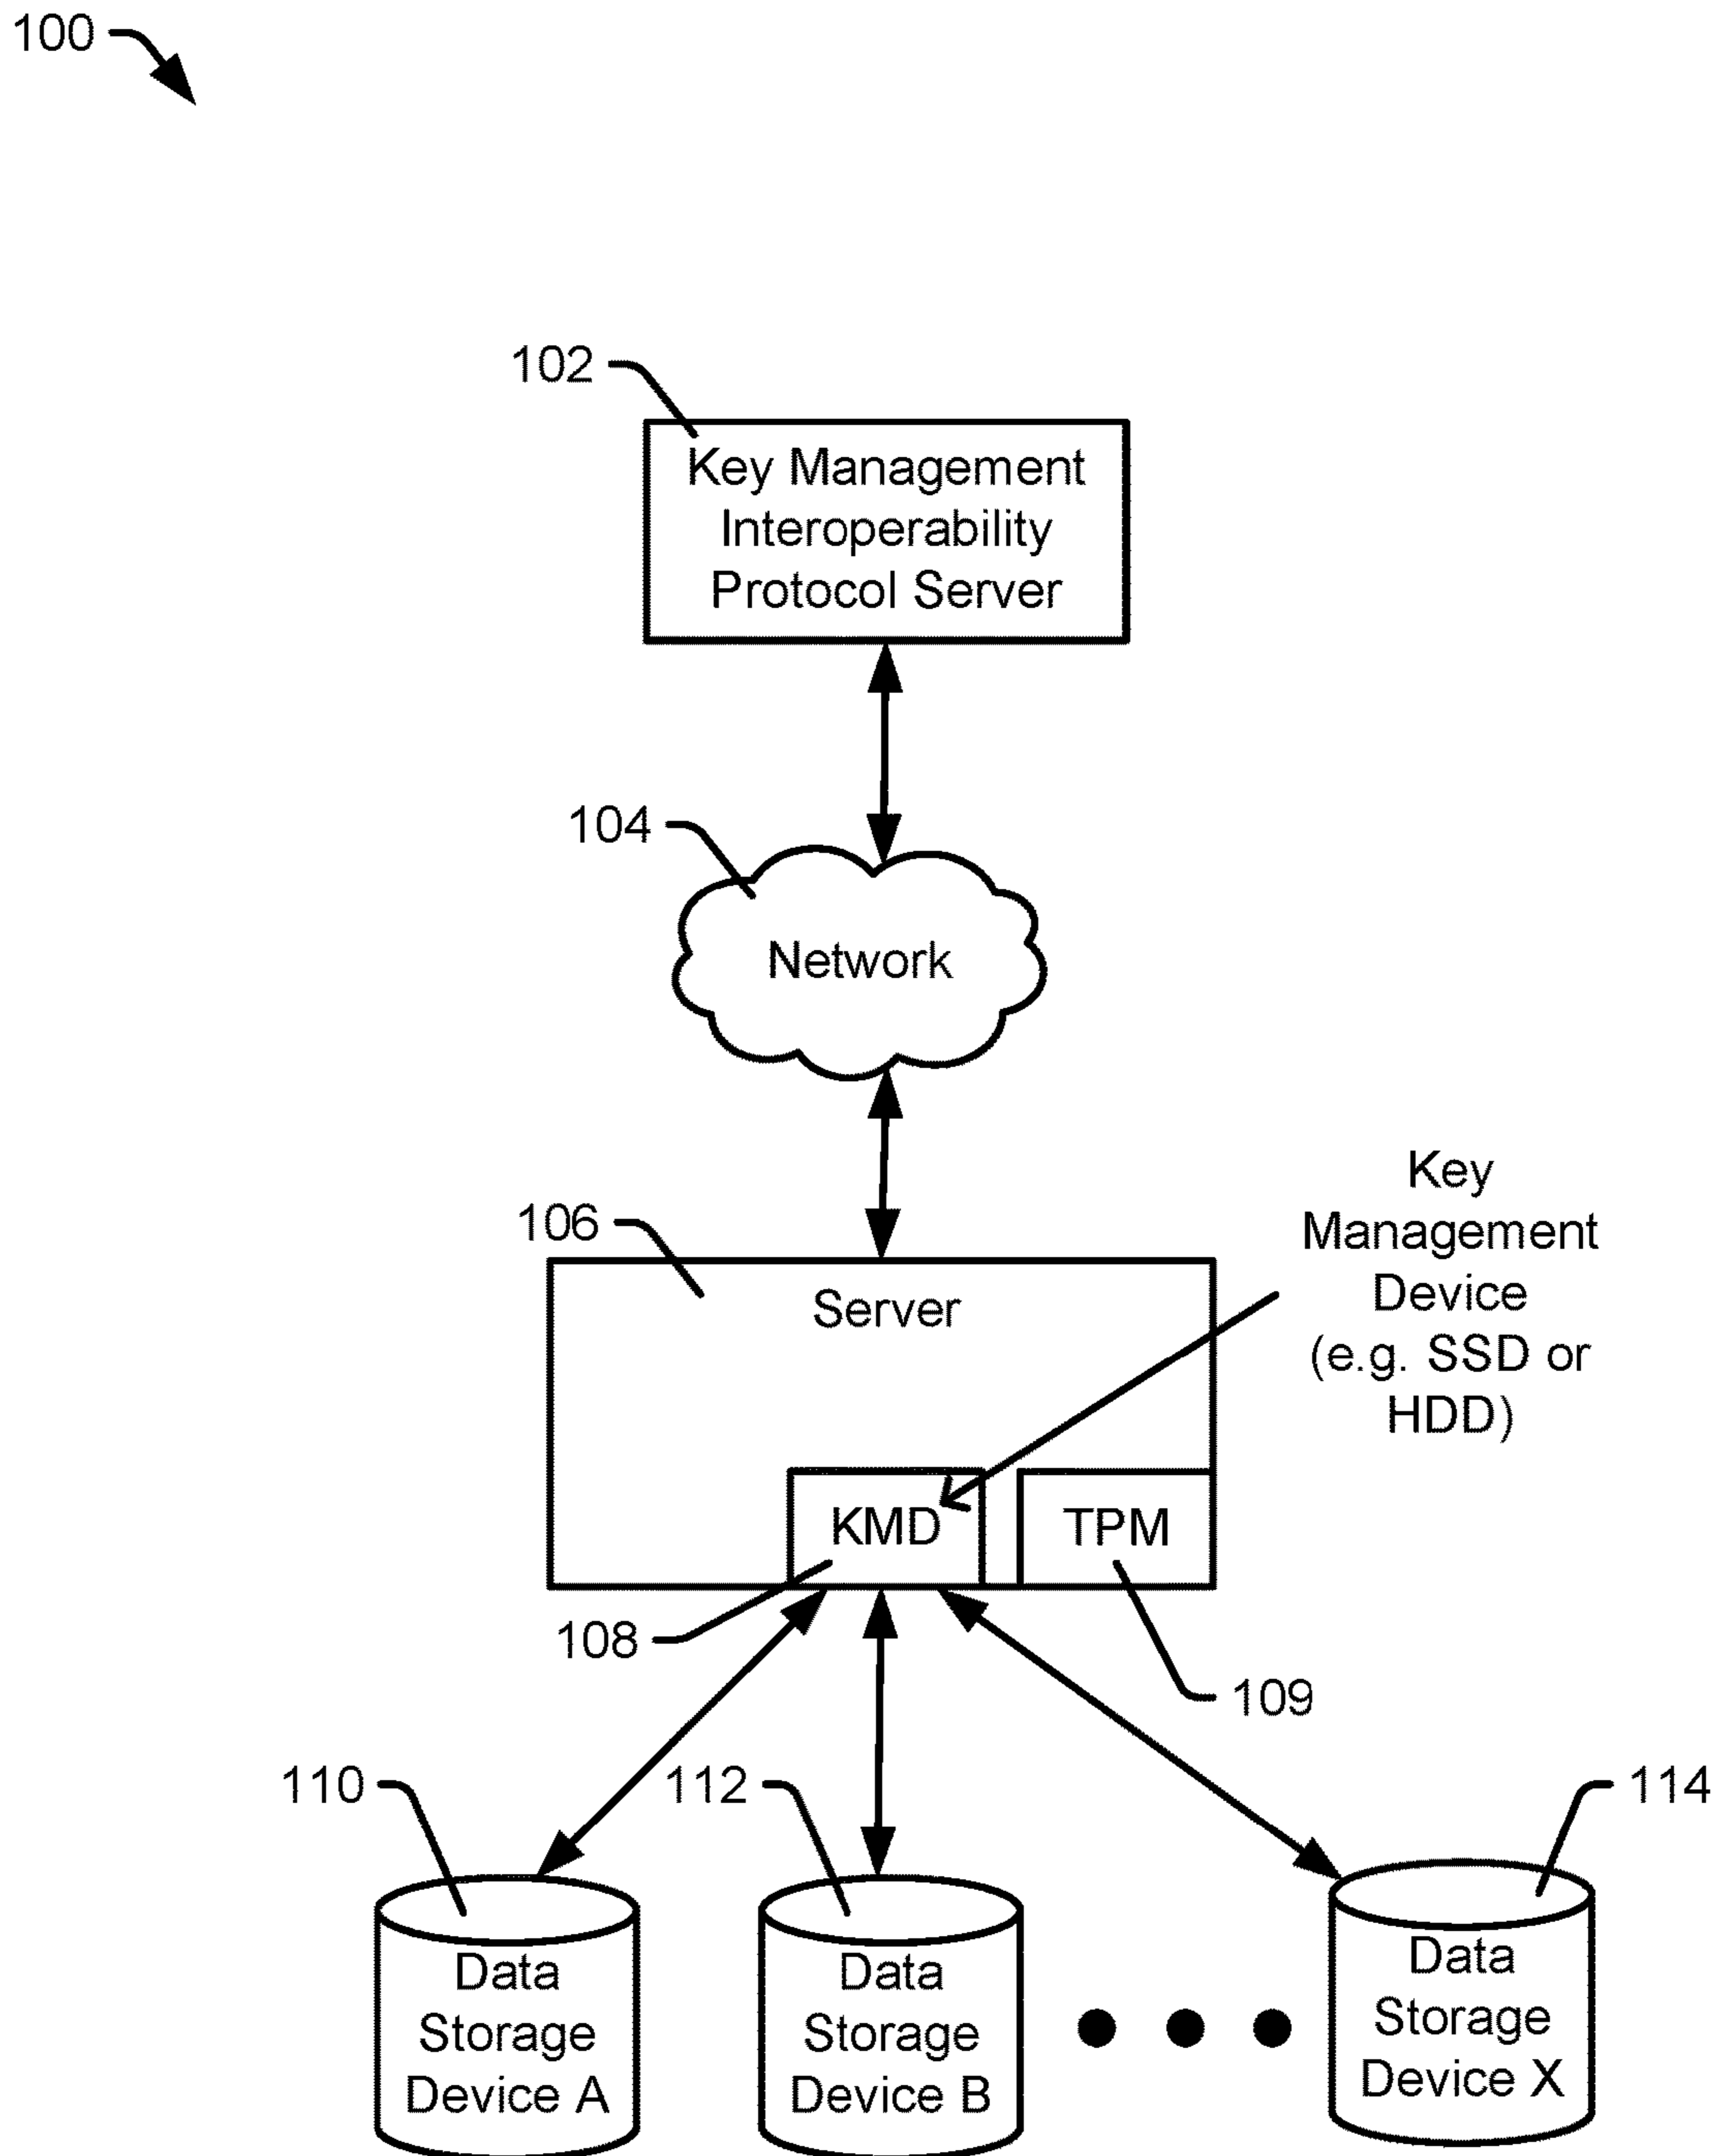 100
102
Key Management
Interoperability
Protocol Server
104
Network
Key
Management
Device
(e.g. SSD or
HDD)
106
Server
KMD
TPM
108
109
110
112
114
Data
Storage
Device A
Data
Storage
Device B
Data
Storage
Device X